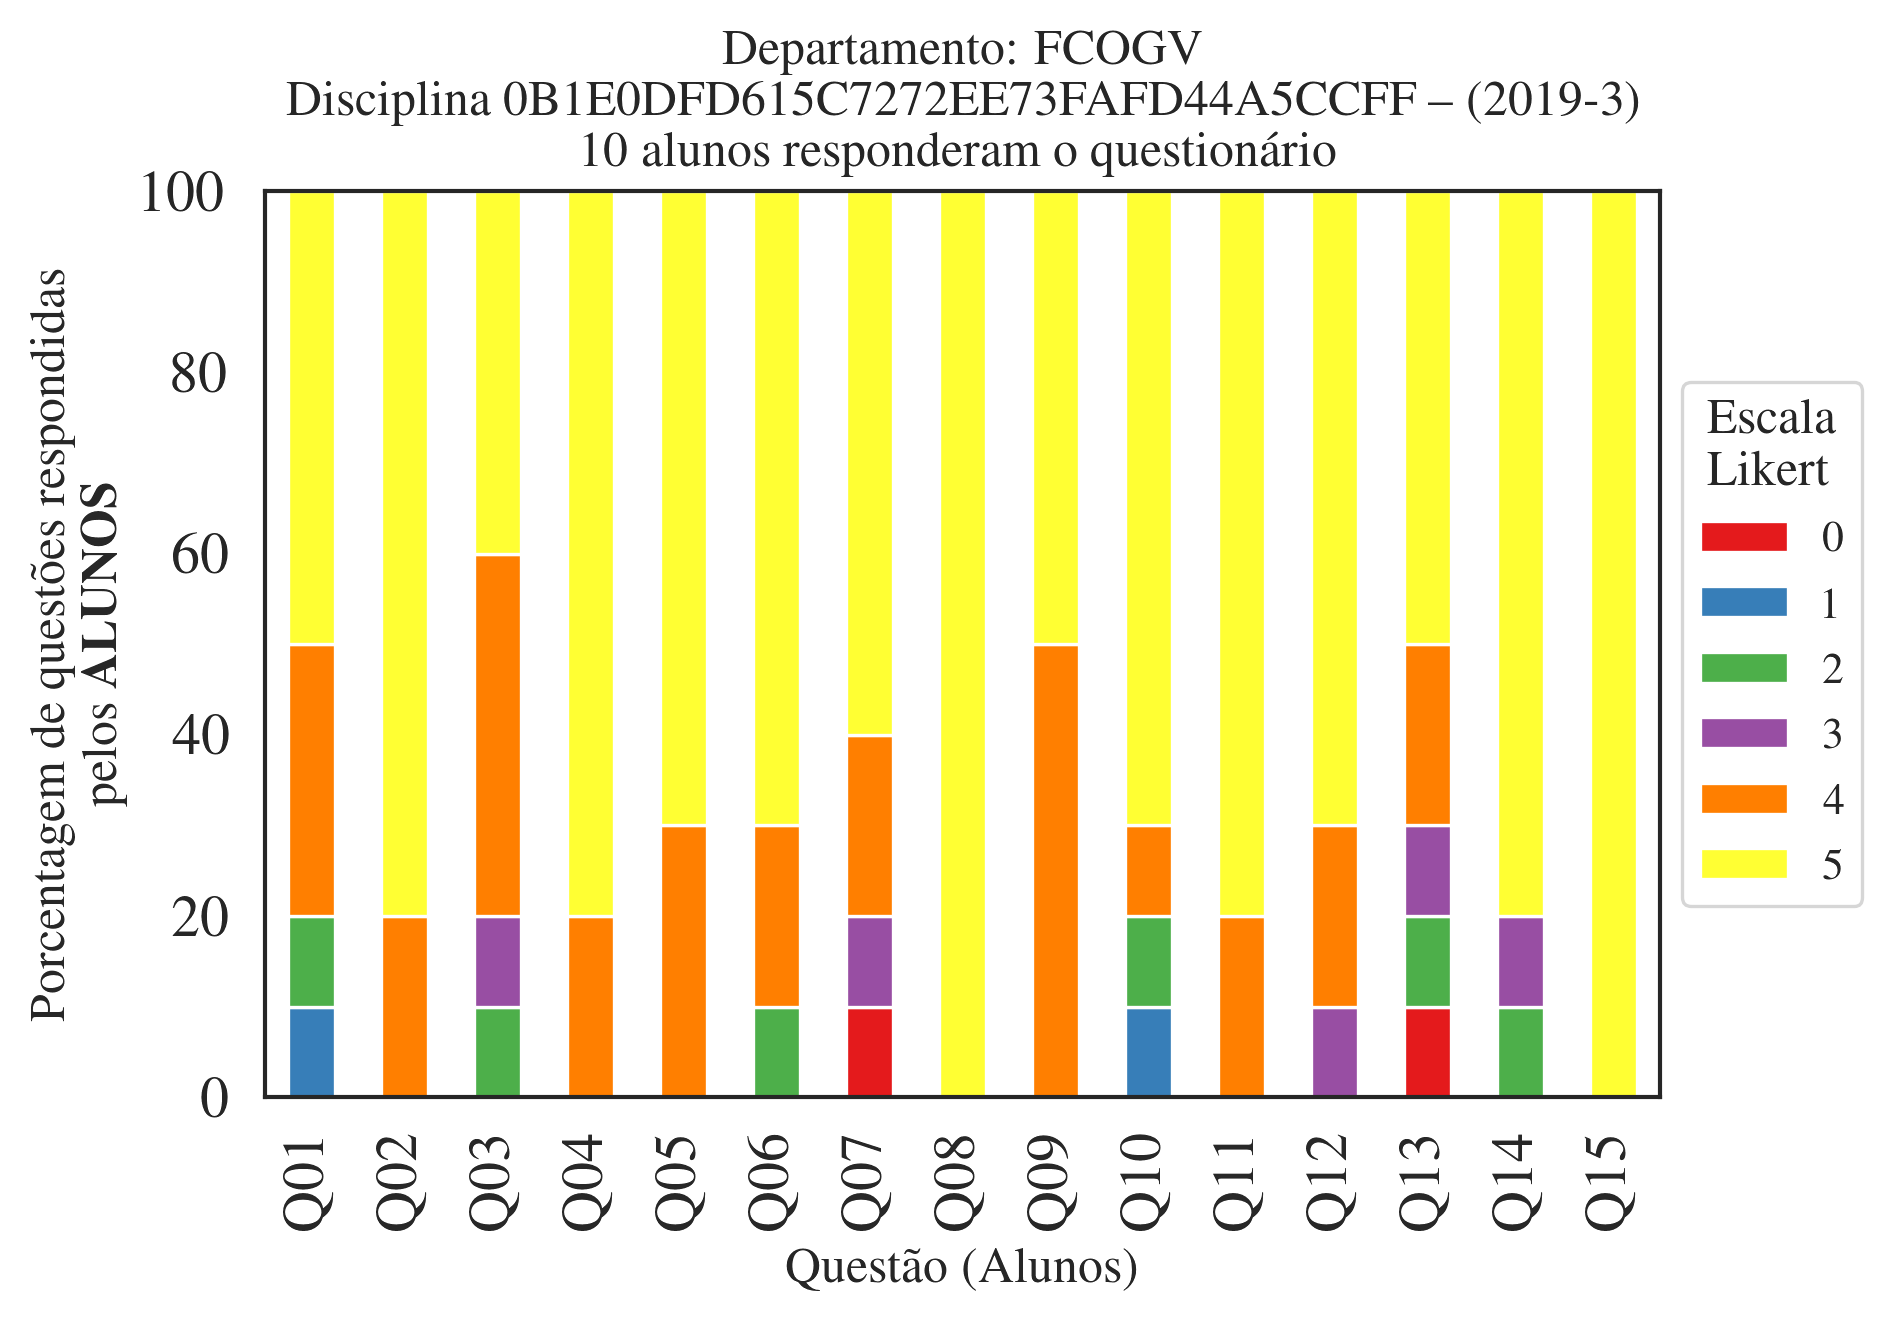 Departamento: FCOGV
Disciplina 0B1E0DFD615C7272EE73FAFD44A5CCFF – (2019-3)
10 alunos responderam o questionário
100
80
60
40
20
0
Porcentagem de questões respondidas
pelos ALUNOS
Q01
Q02
Q03
Q04
Q05
Q06
Q07
Q08
Q09
Q10
Q11
Q12
Q13
Q14
Q15
Questão (Alunos)
Escala
Likert
0
1
2
3
4
5